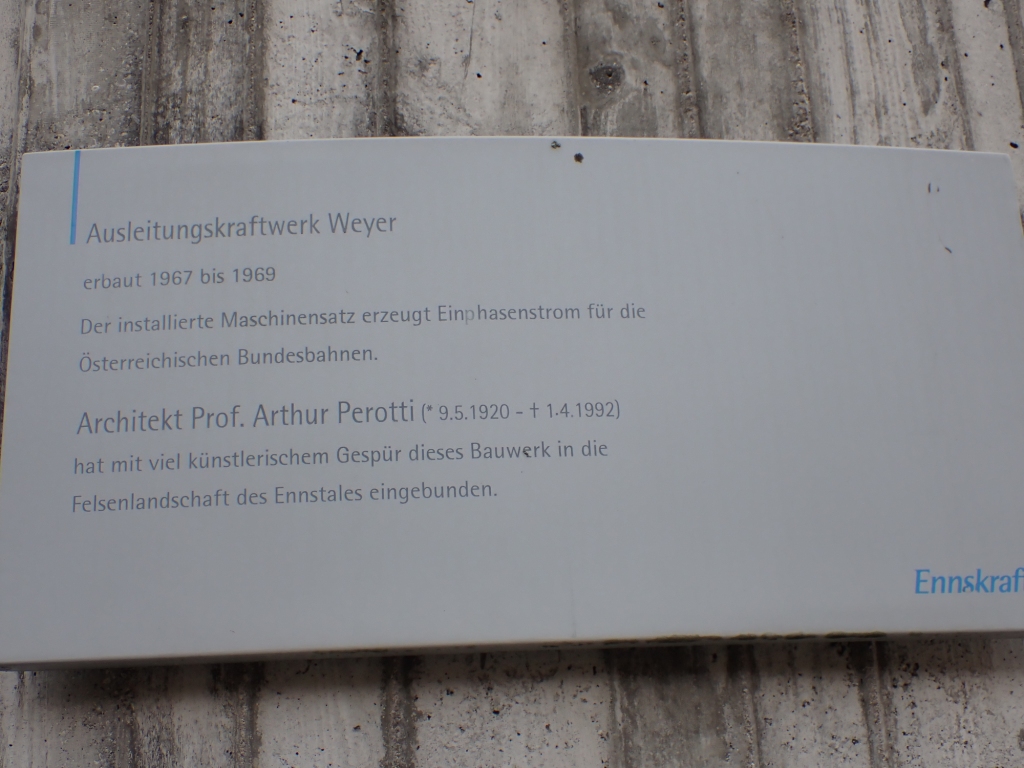 Ausleitungskraftwerk Weyer
erbaut 1967 bis 1969
Der installierte Maschinensatz erzeugt Einphasenstrom für die
Österreichischen Bundesbahnen.
Architekt Prof. Arthur Perotti (* 9.5.1920 - † 1.4.1992)
hat mit viel künstlerischem Gespür dieses Bauwerk in die
Felsenlandschaft des Ennstales eingebunden.
Ennskraf